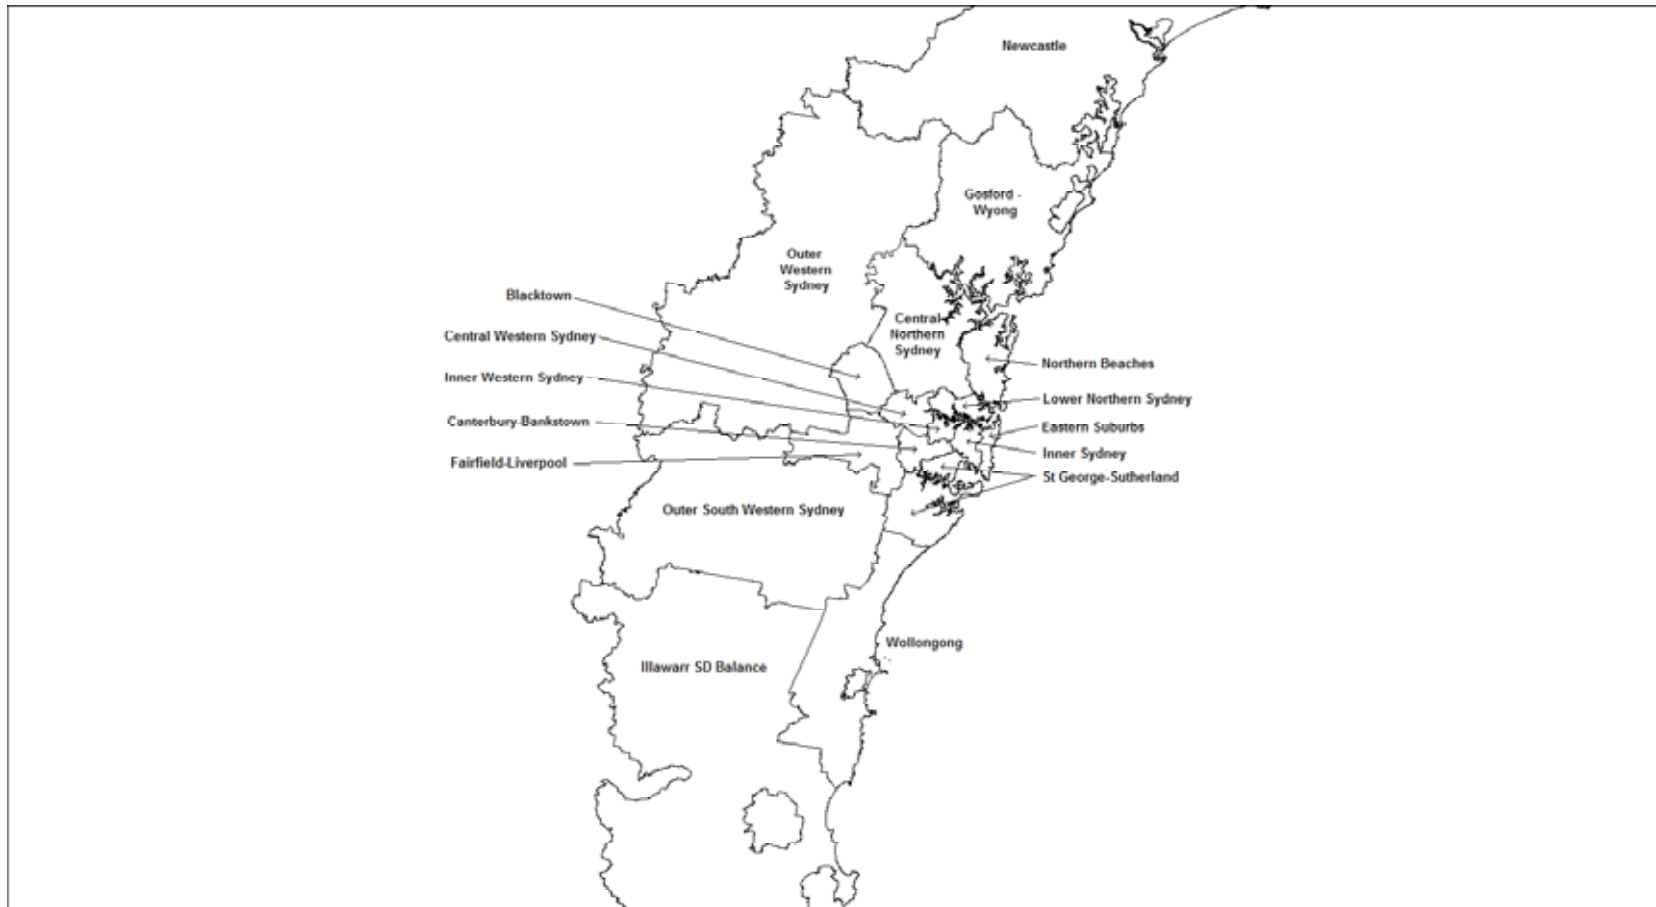 Newcastle
Gosford -
Wyong
Outer
Western
Sydney
Blacktown
Central
Northern
Sydney
Central Western Sydney
Northern Beaches
Inner Western Sydney
Lower Northern Sydney
Canterbury-Bankstown
Eastern Suburbs
Inner Sydney
Fairfield-Liverpool
St George-Sutherland
Outer South Western Sydney
Wollongong
Illawarr SD Balance